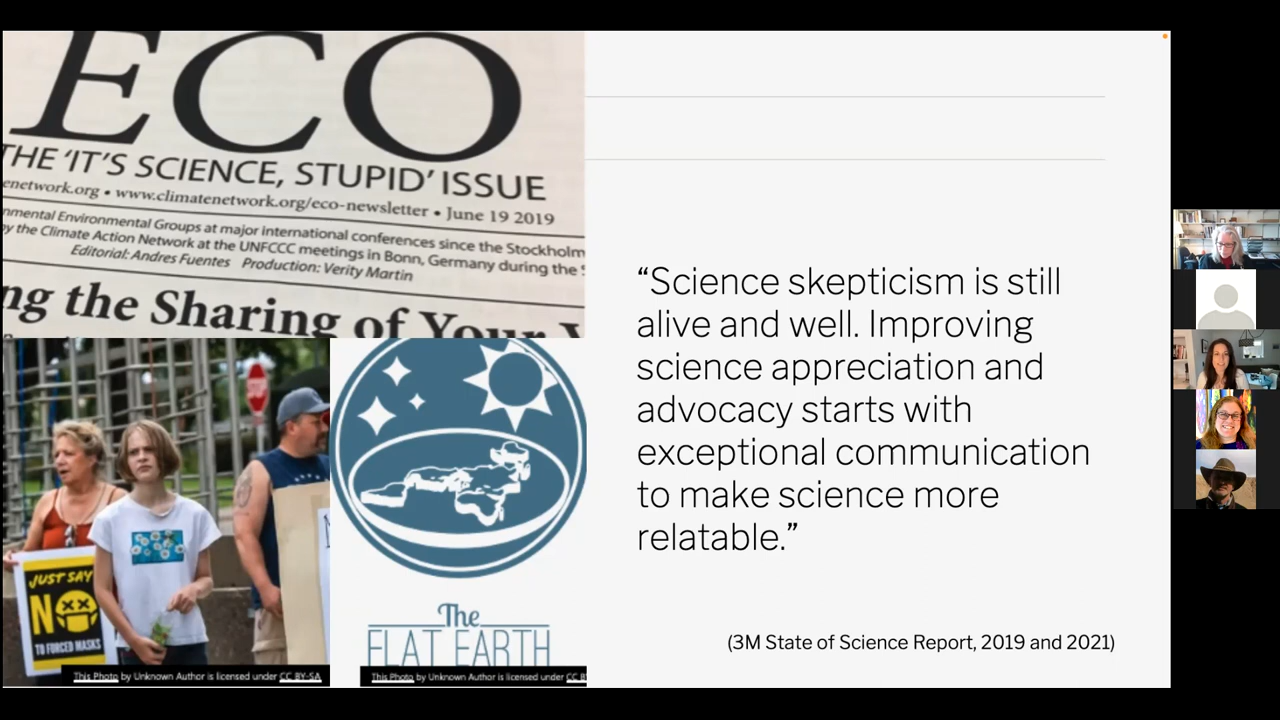 ECO
THE 'IT'S SCIENCE, STUPID' ISSUE
enetwork.org • www.climatenetwork.org/eco-newsletter • June 19 2019
nmental Environmental Groups at major international conferences since the Stockholm
by the Climate Action Network at the UNFCCC meetings in Bonn, Germany during the
Editorial: Andres Fuentes Production: Verity Martin
ng the Sharing of Your
“Science skepticism is still
alive and well. Improving
science appreciation and
advocacy starts with
exceptional communication
to make science more
relatable.”
(3M State of Science Report, 2019 and 2021)
JUST SAY
NO
TO FORCED MASKS
This Photo by Unknown Author is licensed under CC BY-SA
The
FLAT EARTH
This Photo by Unknown Author is licensed under CC B